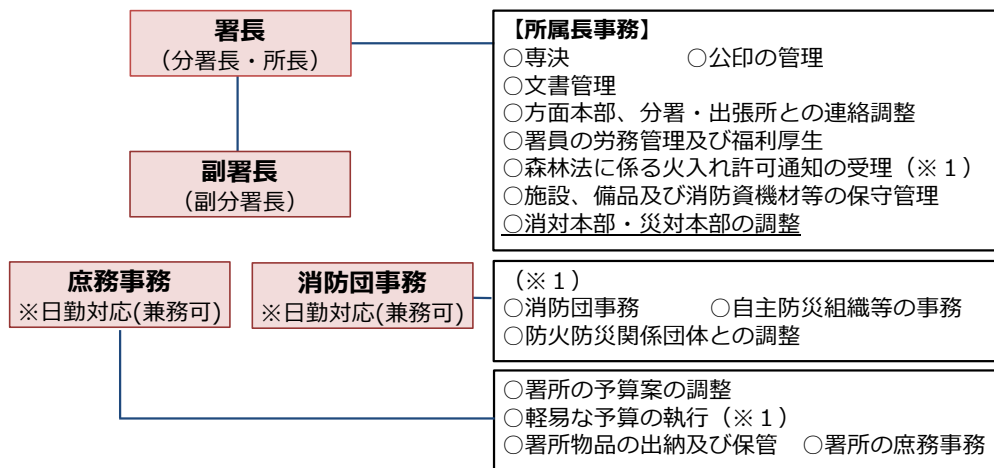 署長
（分署長・所長）
副署長
（副分署長）
【所属長事務】
○専決 ○公印の管理
○文書管理
○方面本部、分署・出張所との連絡調整
○署員の労務管理及び福利厚生
○森林法に係る火入れ許可通知の受理（※１）
○施設、備品及び消防資機材等の保守管理
○消対本部・災対本部の調整
庶務事務
※日勤対応(兼務可)
消防団事務
※日勤対応(兼務可)
（※１）
○消防団事務 ○自主防災組織等の事務
○防火防災関係団体との調整
○署所の予算案の調整
○軽易な予算の執行（※１）
○署所物品の出納及び保管 ○署所の庶務事務